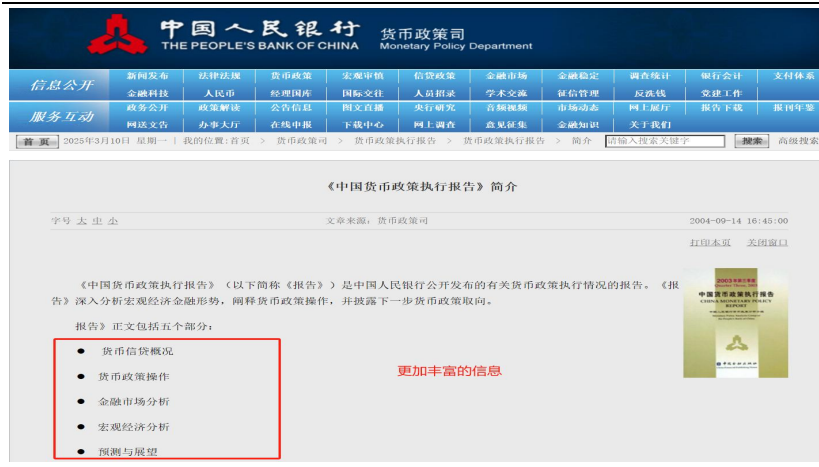 中国人民银行
THE PEOPLE'S BANK OF CHINA
货币政策司
Monetary Policy Department
信息公开
新闻发布 法律法规 货币政策 宏观审慎 信贷政策 金融市场 金融稳定 调查统计 银行会计 支付体系
金融科技 人民币 经理国库 国际交往 人员招录 学术交流 征信管理 反洗钱 党建工作
服务互动
政务公开 政策解读 公告信息 图文直播 央行研究 音频视频 市场动态 网上展厅 报告下载 报刊年鉴
网送文告 办事大厅 在线申报 下载中心 网上调查 意见征集 金融知识 关于我们
首 页 2025年3月10日 星期一 | 我的位置:首页 > 货币政策司 > 货币政策执行报告 > 货币政策执行报告 > 简介 请输入搜索关键字 搜索 高级搜索
《中国货币政策执行报告》简介
字号 大 中 小 文章来源：货币政策司 2004-09-14 16:45:00
打印本页 关闭窗口
《中国货币政策执行报告》（以下简称《报告》）是中国人民银行公开发布的有关货币政策执行情况的报告。《报
告》深入分析宏观经济金融形势，阐释货币政策操作，并披露下一步货币政策取向。
报告》正文包括五个部分：
● 货币信贷概况
● 货币政策操作
● 金融市场分析
● 宏观经济分析
● 预测与展望
更加丰富的信息
中国货币政策执行报告
CHINA MONETARY POLICY
REPORT